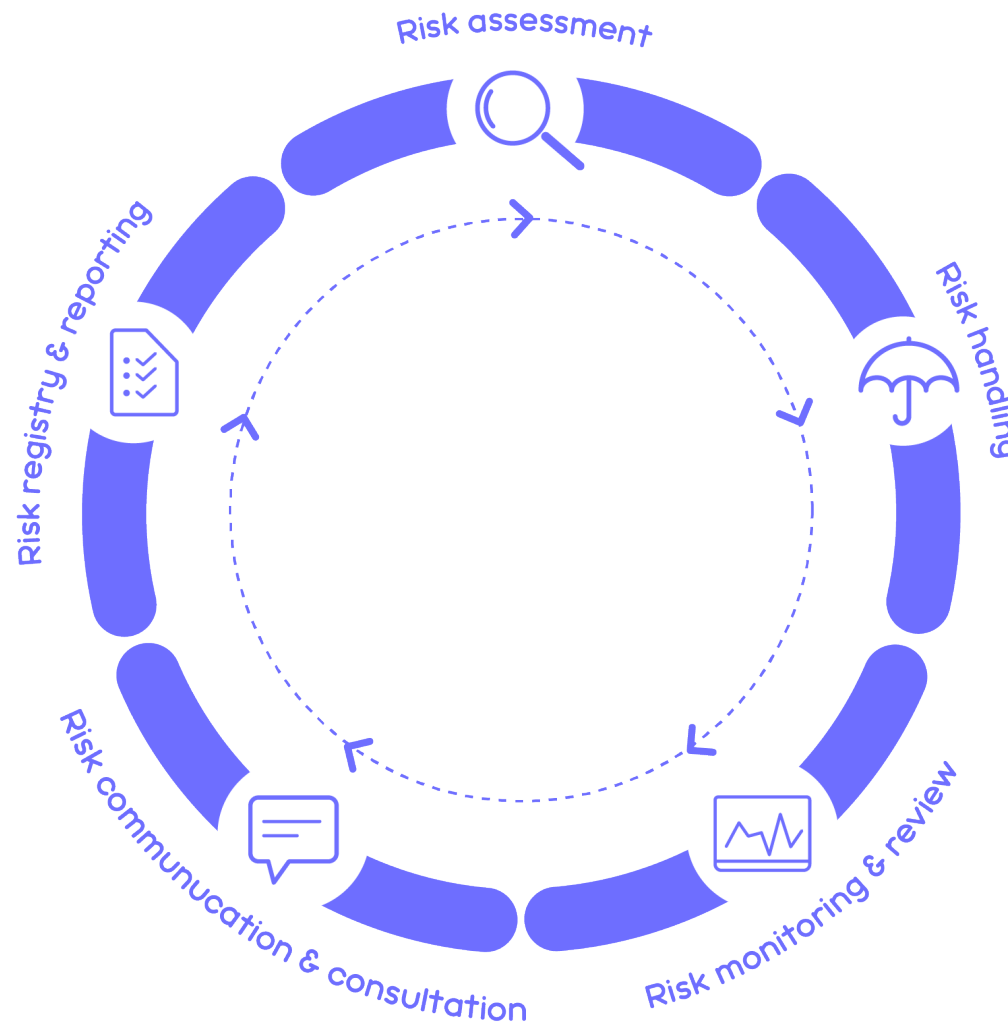 Risk assessment
Risk handling
Risk monitoring & review
Risk communucation & consultation
Risk registry & reporting